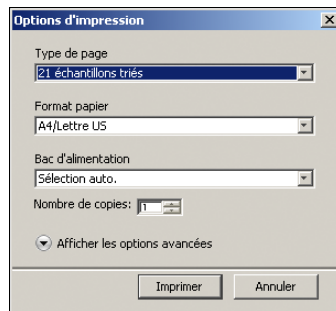 Options d'impression
Type de page
21 échantillons triés
Format papier
A4/Lettre US
Bac d'alimentation
Sélection auto.
Nombre de copies: 1
Afficher les options avancées
Imprimer Annuler